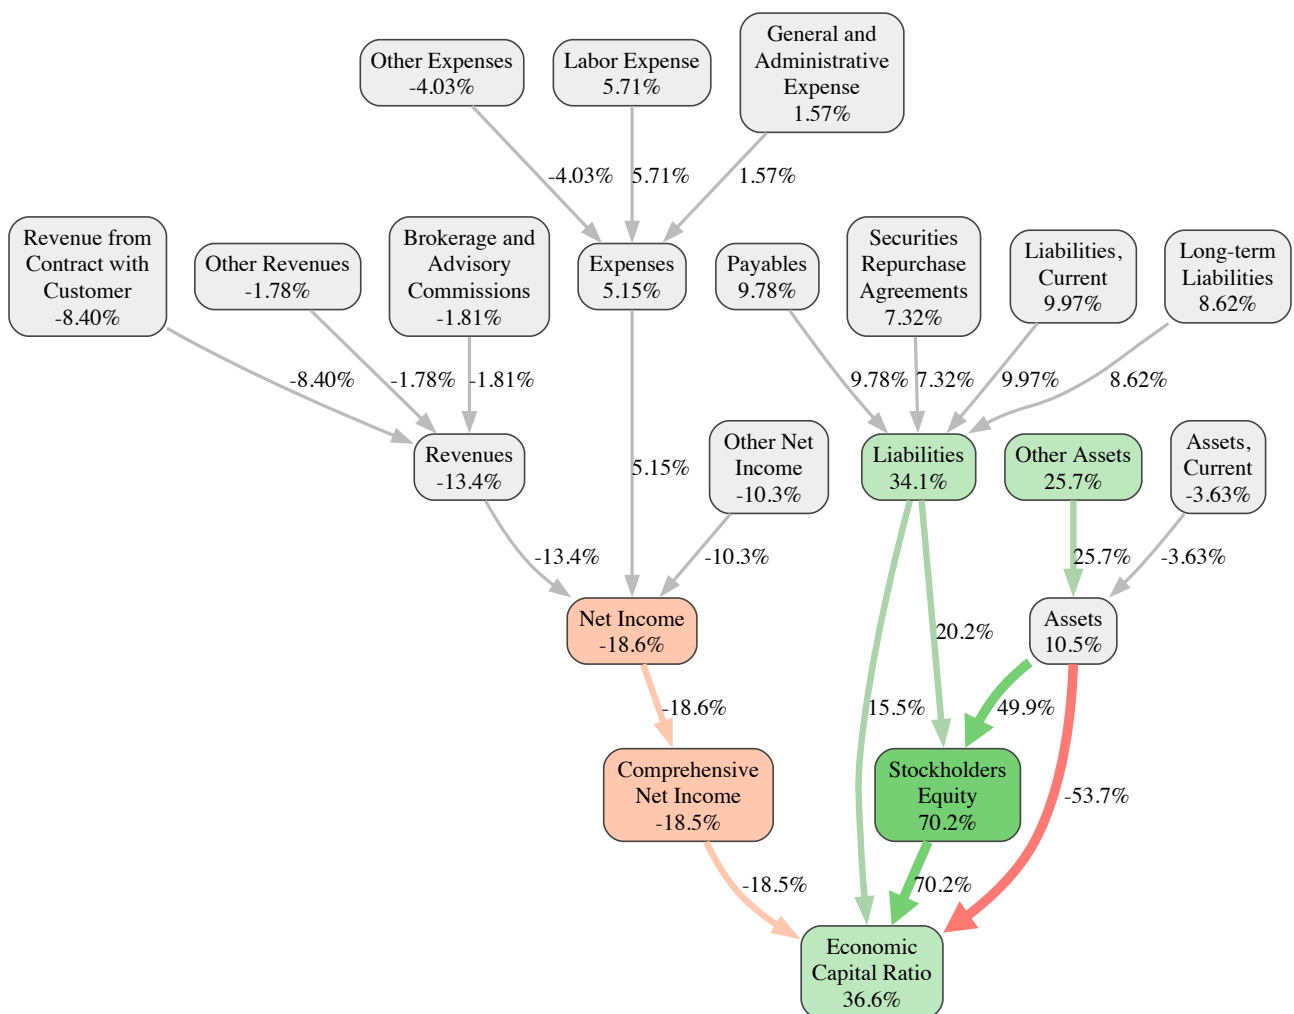 Other Expenses
-4.03%
Labor Expense
5.71%
General and
Administrative
Expense
1.57%
-4.03%
5.71%
1.57%
Revenue from
Contract with
Customer
-8.40%
Other Revenues
-1.78%
Brokerage and
Advisory
Commissions
-1.81%
Expenses
5.15%
Payables
9.78%
Securities
Repurchase
Agreements
7.32%
Liabilities,
Current
9.97%
Long-term
Liabilities
8.62%
-8.40%
-1.78%
-1.81%
9.78%
7.32%
9.97%
8.62%
Revenues
-13.4%
5.15%
Other Net
Income
-10.3%
Liabilities
34.1%
Other Assets
25.7%
Assets,
Current
-3.63%
-13.4%
-10.3%
25.7%
-3.63%
Net Income
-18.6%
20.2%
Assets
10.5%
-18.6%
15.5%
49.9%
Comprehensive
Net Income
-18.5%
Stockholders
Equity
70.2%
-53.7%
-18.5%
70.2%
Economic
Capital Ratio
36.6%